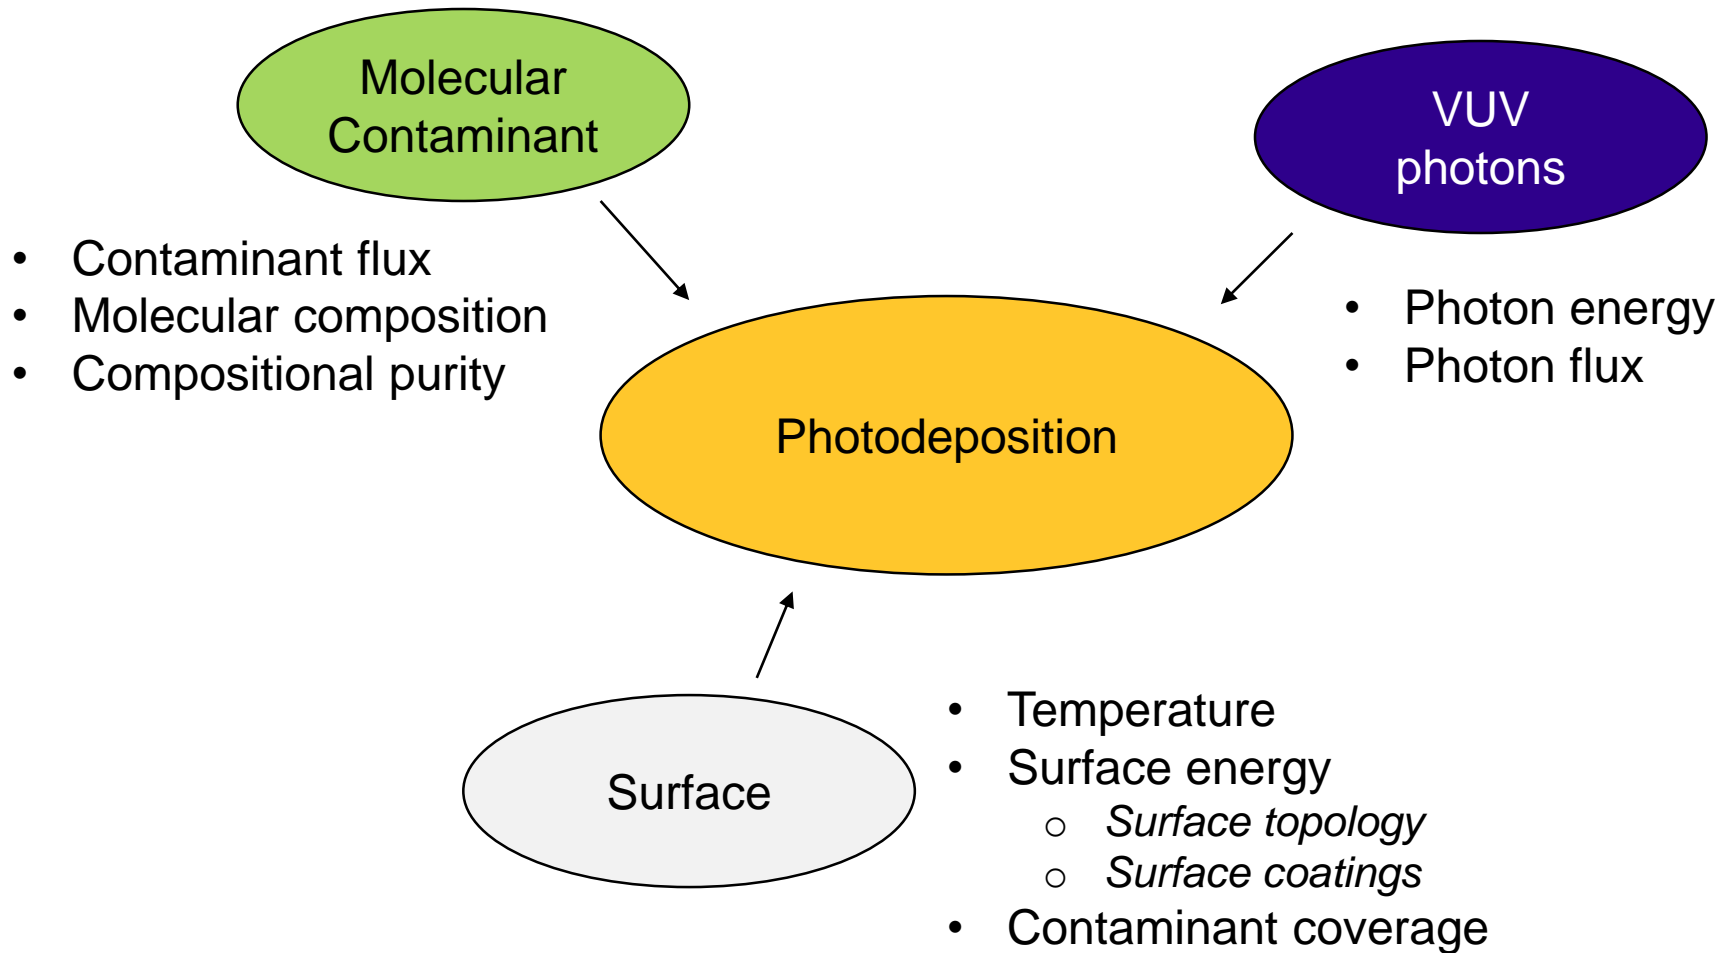 Molecular
Contaminant
VUV
photons
• Contaminant flux
• Molecular composition
• Compositional purity
• Photon energy
• Photon flux
Photodeposition
Surface
• Temperature
• Surface energy
o Surface topology
o Surface coatings
• Contaminant coverage